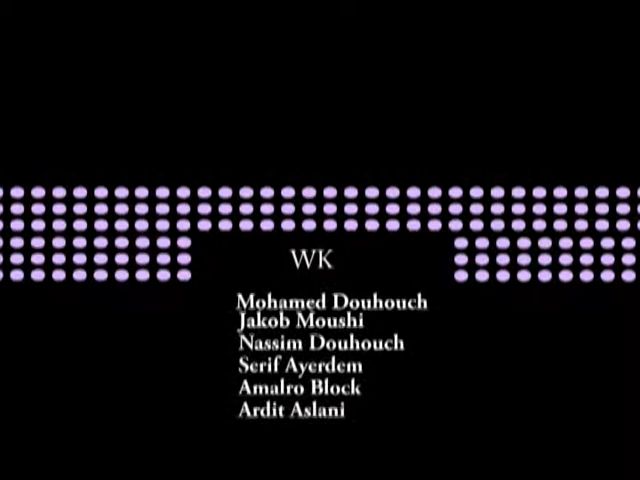 WK
Mohamed Douhouch
Jakob Moushi
Nassim Douhouch
Serif Ayerdem
Amalro Block
Ardit Aslani